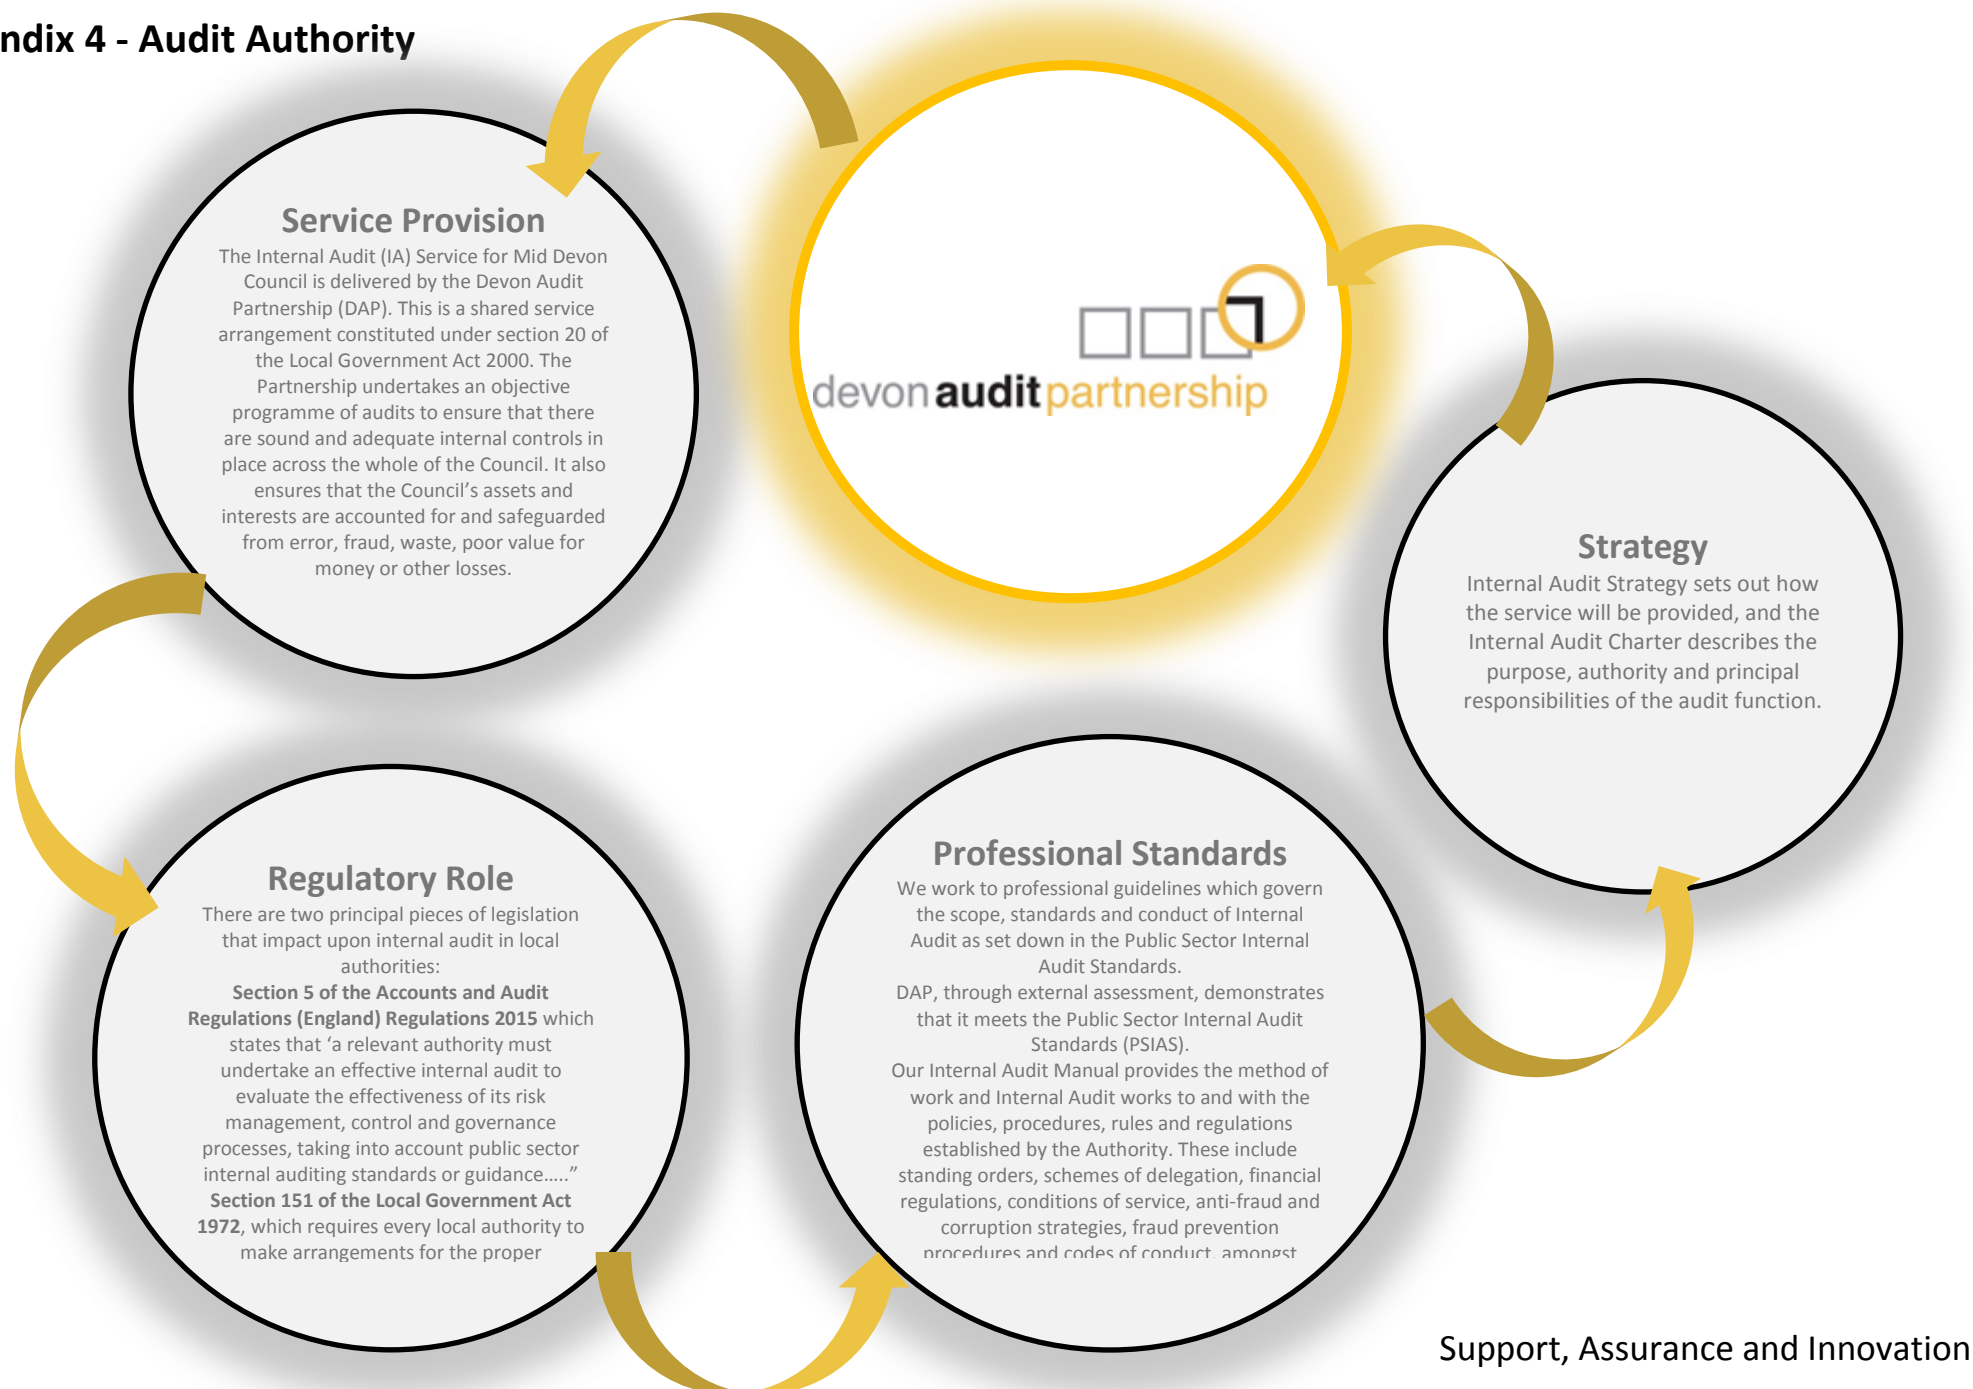 ndix 4 - Audit Authority
Service Provision
The Internal Audit (IA) Service for Mid Devon
Council is delivered by the Devon Audit
Partnership (DAP). This is a shared service
arrangement constituted under section 20 of
the Local Government Act 2000. The
Partnership undertakes an objective
programme of audits to ensure that there
are sound and adequate internal controls in
place across the whole of the Council. It also
ensures that the Council’s assets and
interests are accounted for and safeguarded
from error, fraud, waste, poor value for
money or other losses.
devon audit partnership
Strategy
Internal Audit Strategy sets out how
the service will be provided, and the
Internal Audit Charter describes the
purpose, authority and principal
responsibilities of the audit function.
Regulatory Role
There are two principal pieces of legislation
that impact upon internal audit in local
authorities:
Section 5 of the Accounts and Audit
Regulations (England) Regulations 2015 which
states that ‘a relevant authority must
undertake an effective internal audit to
evaluate the effectiveness of its risk
management, control and governance
processes, taking into account public sector
internal auditing standards or guidance…..”
Section 151 of the Local Government Act
1972, which requires every local authority to
make arrangements for the proper
Professional Standards
We work to professional guidelines which govern
the scope, standards and conduct of Internal
Audit as set down in the Public Sector Internal
Audit Standards.
DAP, through external assessment, demonstrates
that it meets the Public Sector Internal Audit
Standards (PSIAS).
Our Internal Audit Manual provides the method of
work and Internal Audit works to and with the
policies, procedures, rules and regulations
established by the Authority. These include
standing orders, schemes of delegation, financial
regulations, conditions of service, anti-fraud and
corruption strategies, fraud prevention
procedures and codes of conduct, amongst
Support, Assurance and Innovation